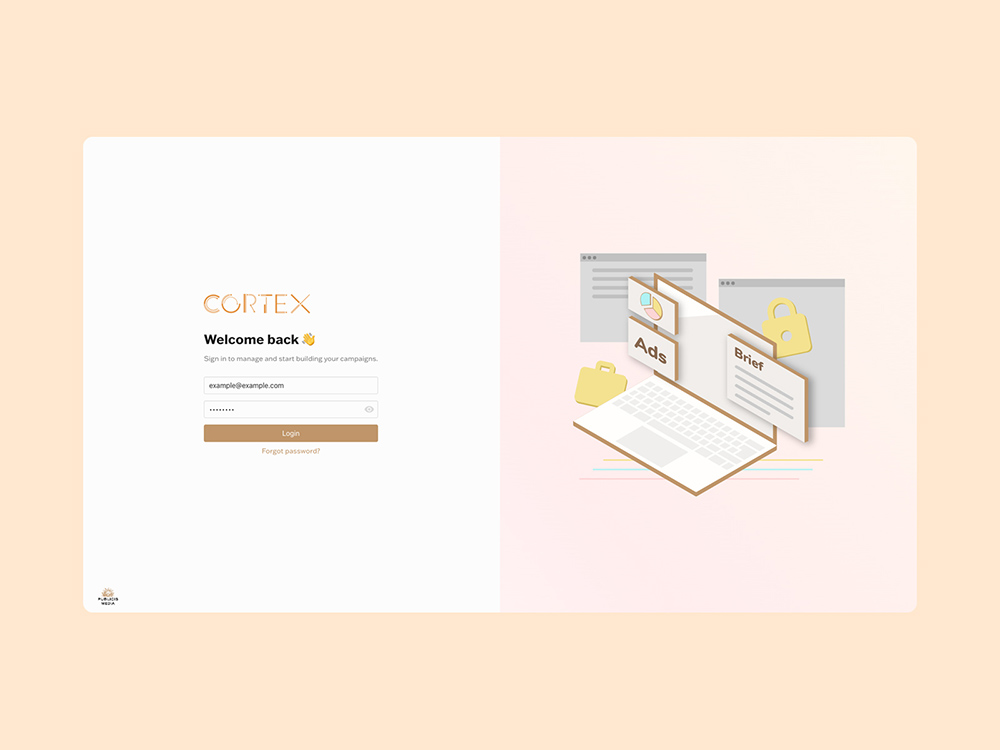 CORTEX
Welcome back 👋
Sign in to manage and start building your campaigns.
example@example.com
••••••••
Login
Forgot password?
PUBLICIS
MEDIA
Ads
Brief